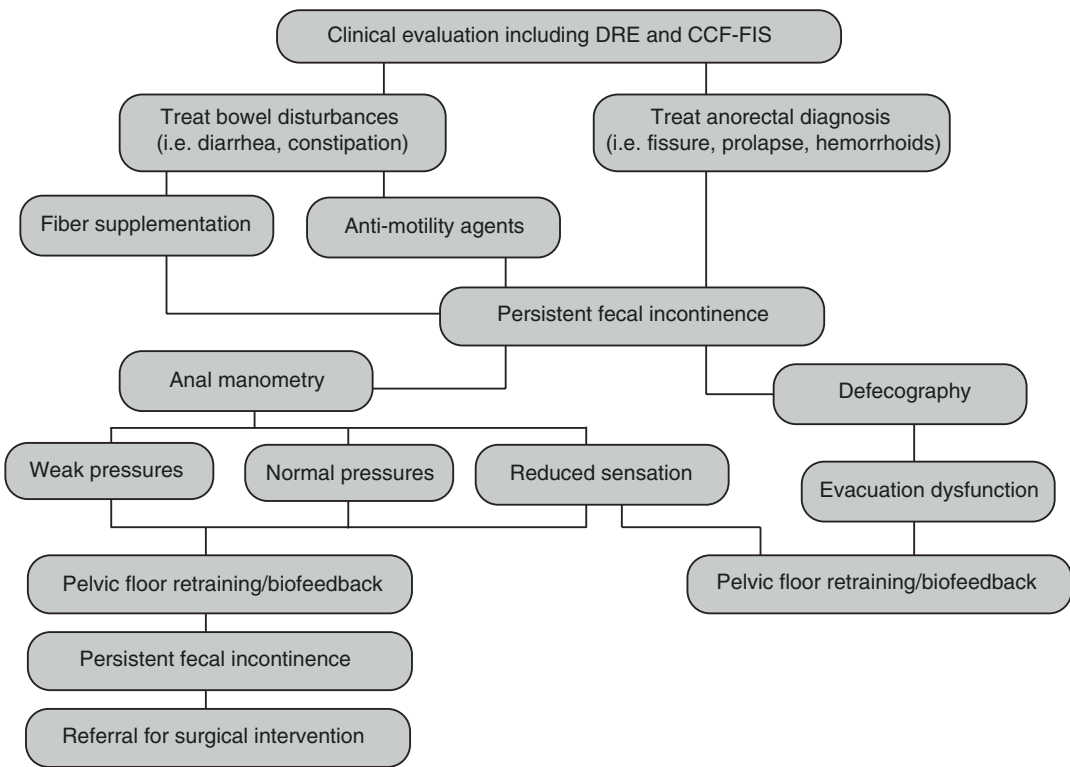 Clinical evaluation including DRE and CCF-FIS
Treat bowel disturbances
(i.e. diarrhea, constipation)
Treat anorectal diagnosis
(i.e. fissure, prolapse, hemorrhoids)
Fiber supplementation
Anti-motility agents
Persistent fecal incontinence
Anal manometry
Defecography
Weak pressures
Normal pressures
Reduced sensation
Evacuation dysfunction
Pelvic floor retraining/biofeedback
Pelvic floor retraining/biofeedback
Persistent fecal incontinence
Referral for surgical intervention